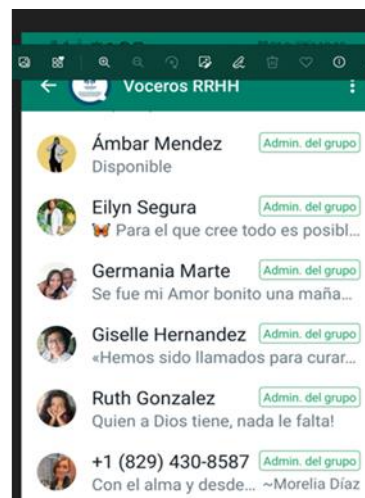 Voceros RRHH
Ámbar Mendez Admin. del grupo
Disponible
Eilyn Segura Admin. del grupo
🦋 Para el que cree todo es posibl...
Germania Marte Admin. del grupo
Se fue mi Amor bonito una maña...
Giselle Hernandez Admin. del grupo
«Hemos sido llamados para curar...
Ruth Gonzalez Admin. del grupo
Quien a Dios tiene, nada le falta!
+1 (829) 430-8587 Admin. del grupo
Con el alma y desde... ~Morelia Díaz